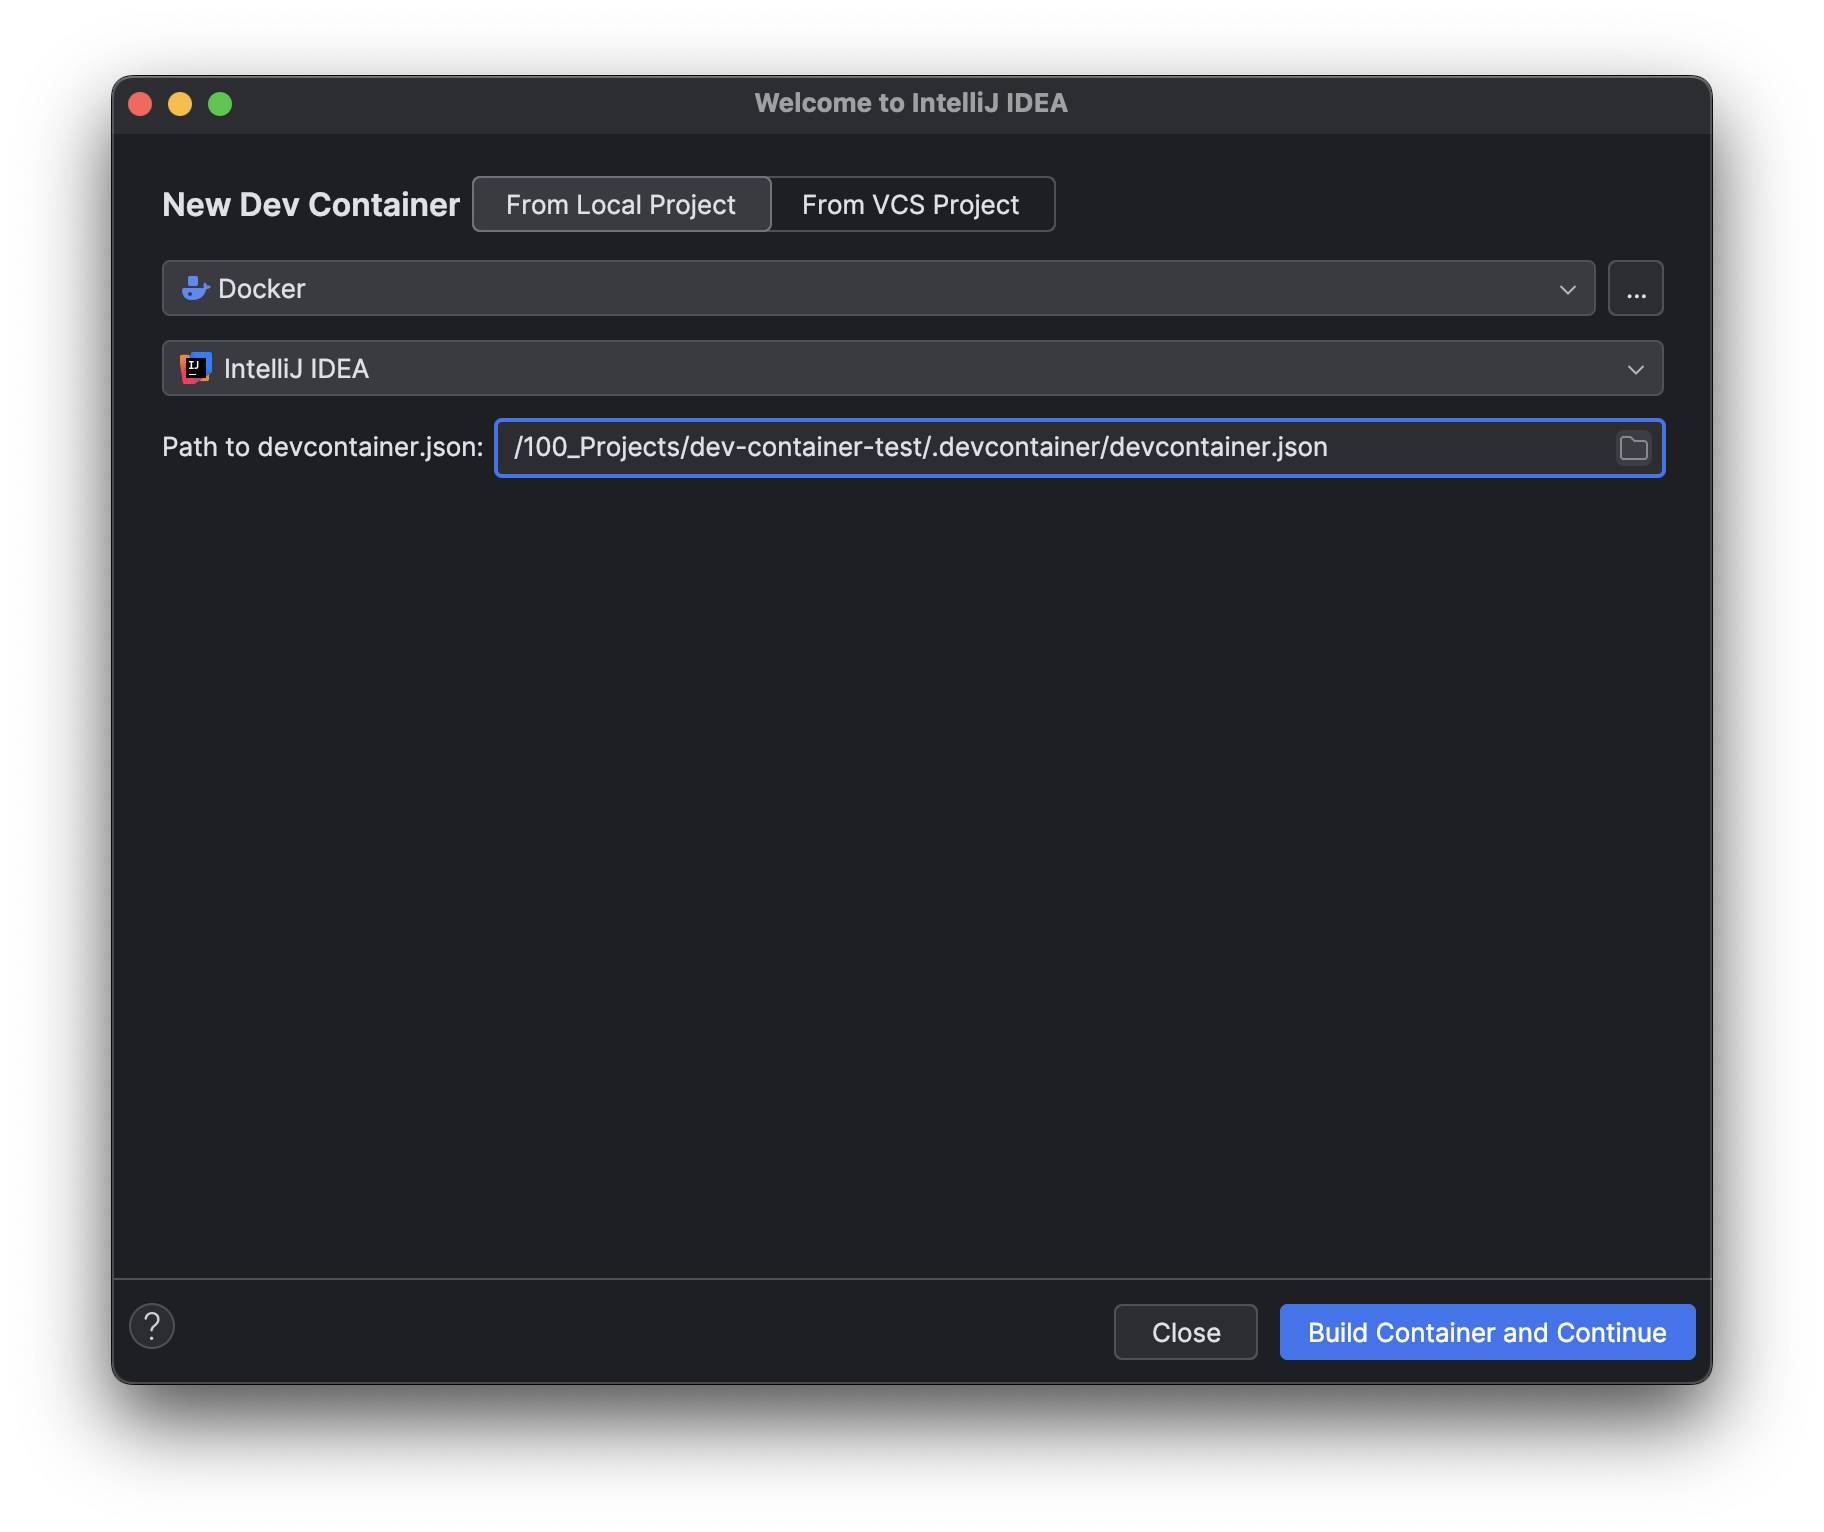 Welcome to IntelliJ IDEA
New Dev Container From Local Project From VCS Project
Docker ...
IJ IntelliJ IDEA
Path to devcontainer.json: /100_Projects/dev-container-test/.devcontainer/devcontainer.json
? Close Build Container and Continue